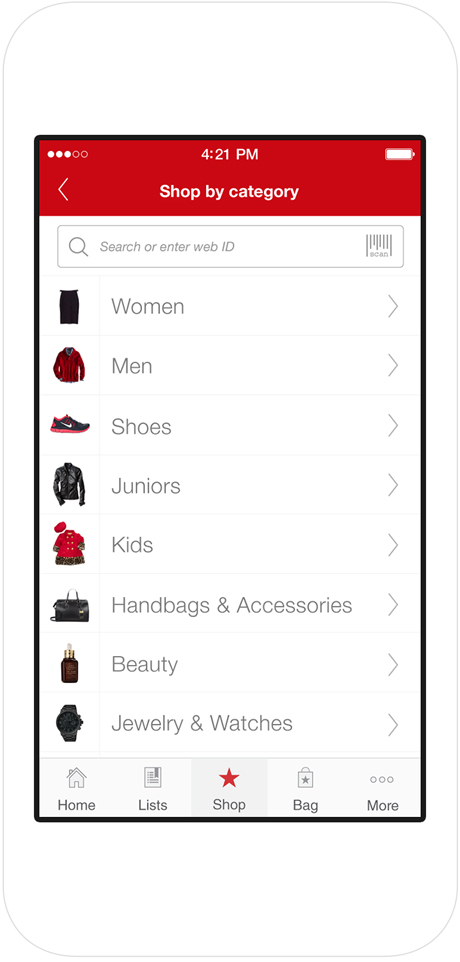 4:21 PM
Shop by category
Search or enter web ID
scan
Women
Men
Shoes
Juniors
Kids
Handbags & Accessories
Beauty
Jewelry & Watches
Home Lists Shop Bag More